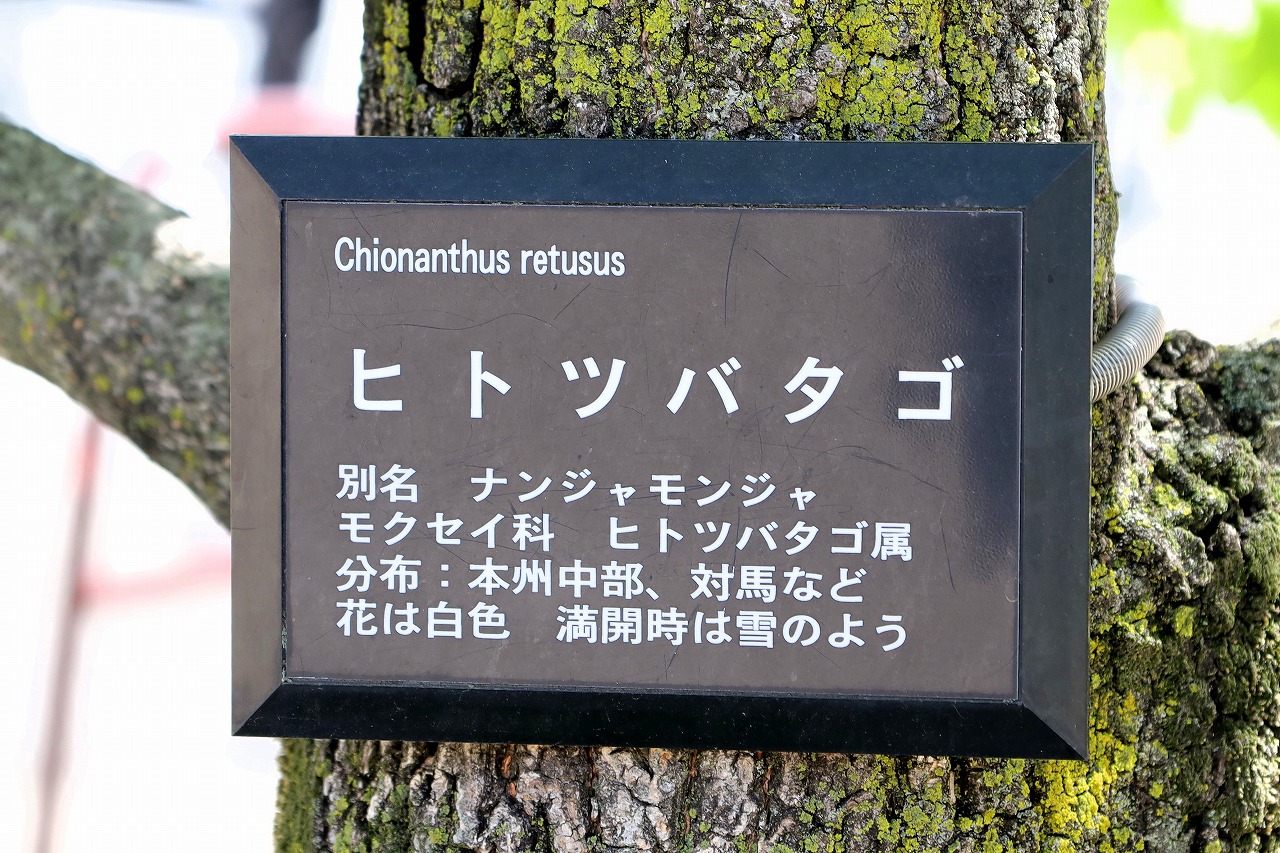 Chionanthus retusus
ヒトツバタゴ
別名　ナンジャモンジャ
モクセイ科　ヒトツバタゴ属
分布：本州中部、対馬など
花は白色　満開時は雪のよう